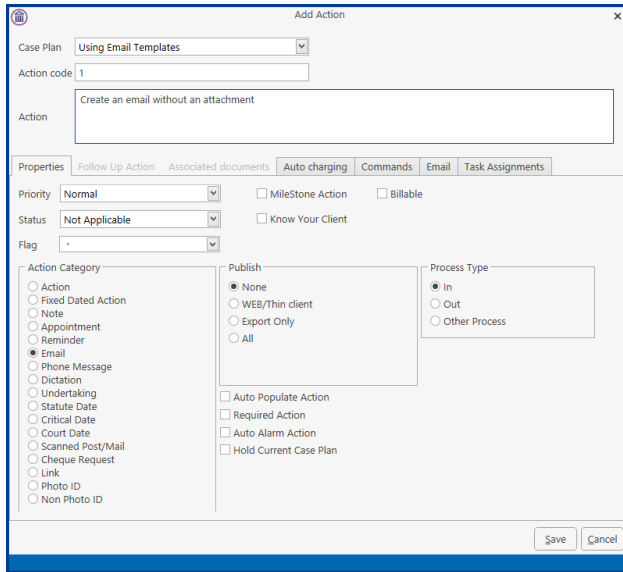 Add Action
Case Plan Using Email Templates
Action code 1
Action Create an email without an attachment
Properties Follow Up Action Associated documents Auto charging Commands Email Task Assignments
Priority Normal MileStone Action Billable
Status Not Applicable Know Your Client
Flag -
Action Category
Action
Fixed Dated Action
Note
Appointment
Reminder
Email
Phone Message
Dictation
Undertaking
Statute Date
Critical Date
Court Date
Scanned Post/Mail
Cheque Request
Link
Photo ID
Non Photo ID
Publish
None
WEB/Thin client
Export Only
All
Auto Populate Action
Required Action
Auto Alarm Action
Hold Current Case Plan
Process Type
In
Out
Other Process
Save Cancel